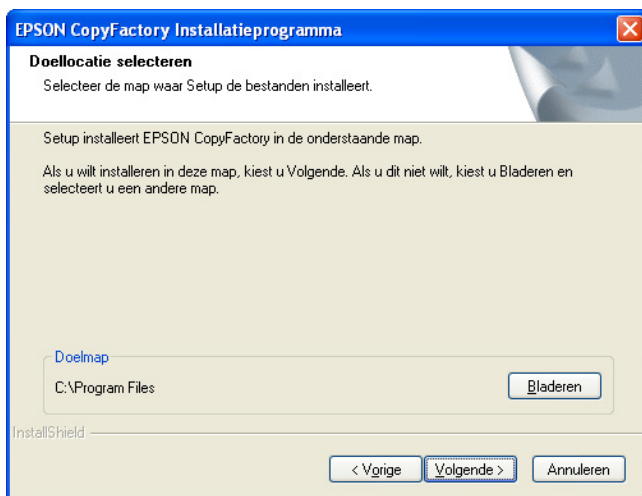 EPSON CopyFactory Installatieprogramma
Doellocatie selecteren
Selecteer de map waar Setup de bestanden installeert.
Setup installeert EPSON CopyFactory in de onderstaande map.
Als u wilt installeren in deze map, kiest u Volgende. Als u dit niet wilt, kiest u Bladeren en
selecteert u een andere map.
Doelmap
C:\Program Files
Bladeren
InstallShield
< Vorige
Volgende >
Annuleren